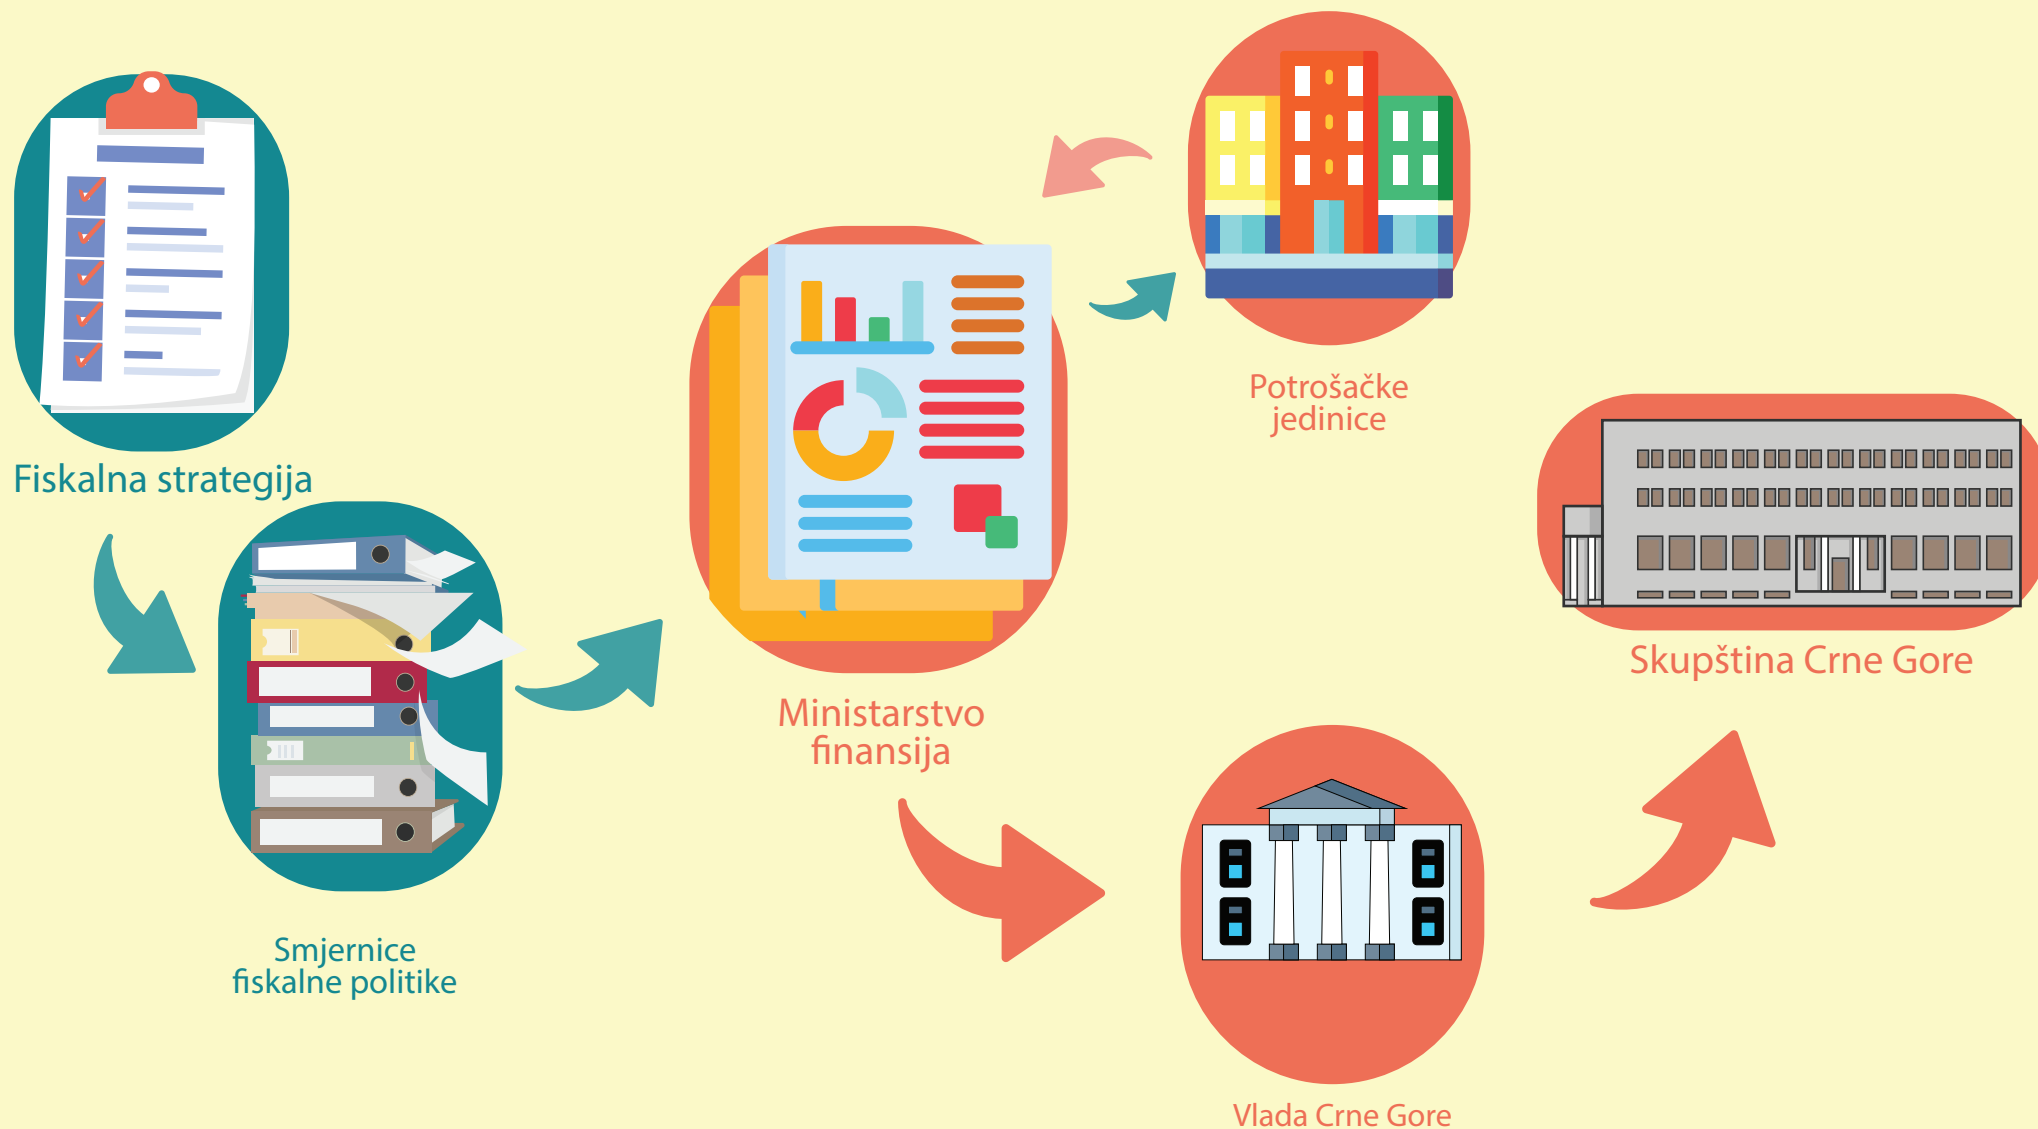 Fiskalna strategija
Smjernice
fiskalne politike
Ministarstvo
finansija
Potrošačke
jedinice
Vlada Crne Gore
Skupština Crne Gore